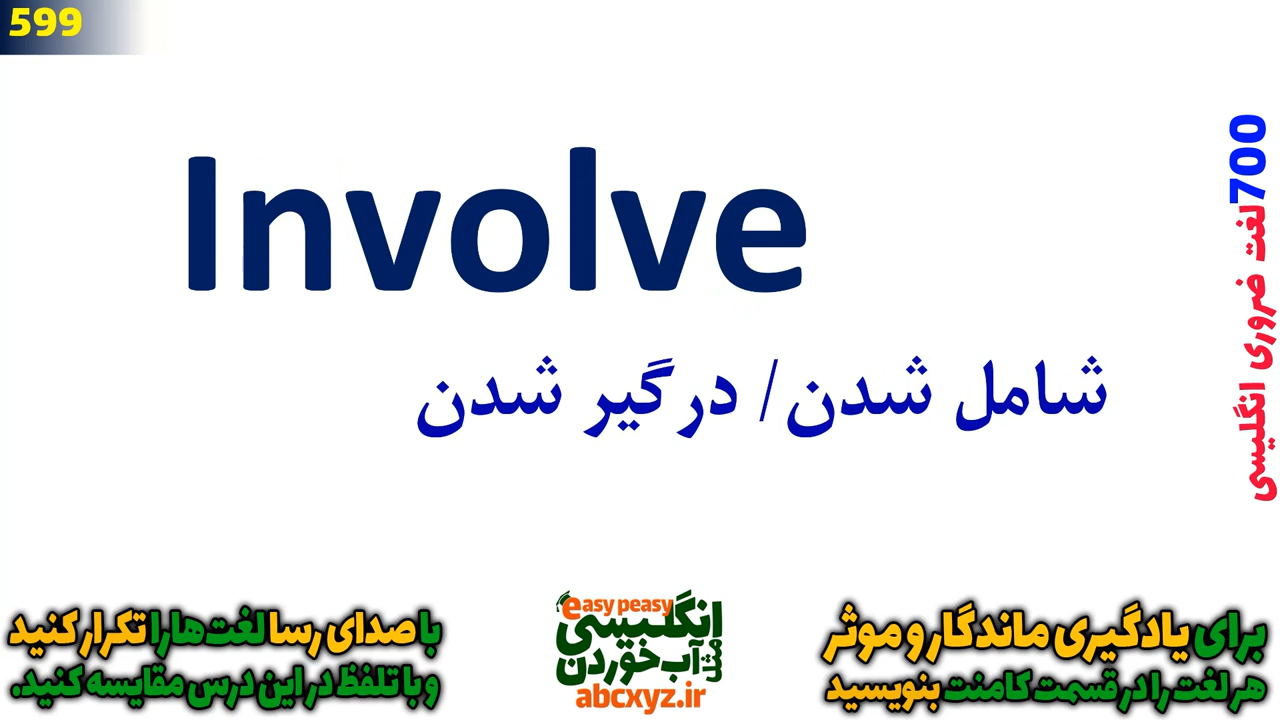 599
Involve
شامل شدن / درگیر شدن
700 لغت ضروری انگلیسی
برای یادگیری ماندگار و موثر
هر لغت را در قسمت کامنت بنویسید
easy peasy
انگلیسی
مثل آب خوردن
abcxyz.ir
با صدای رسا لغت‌ها را تکرار کنید
و با تلفظ در این درس مقایسه کنید.